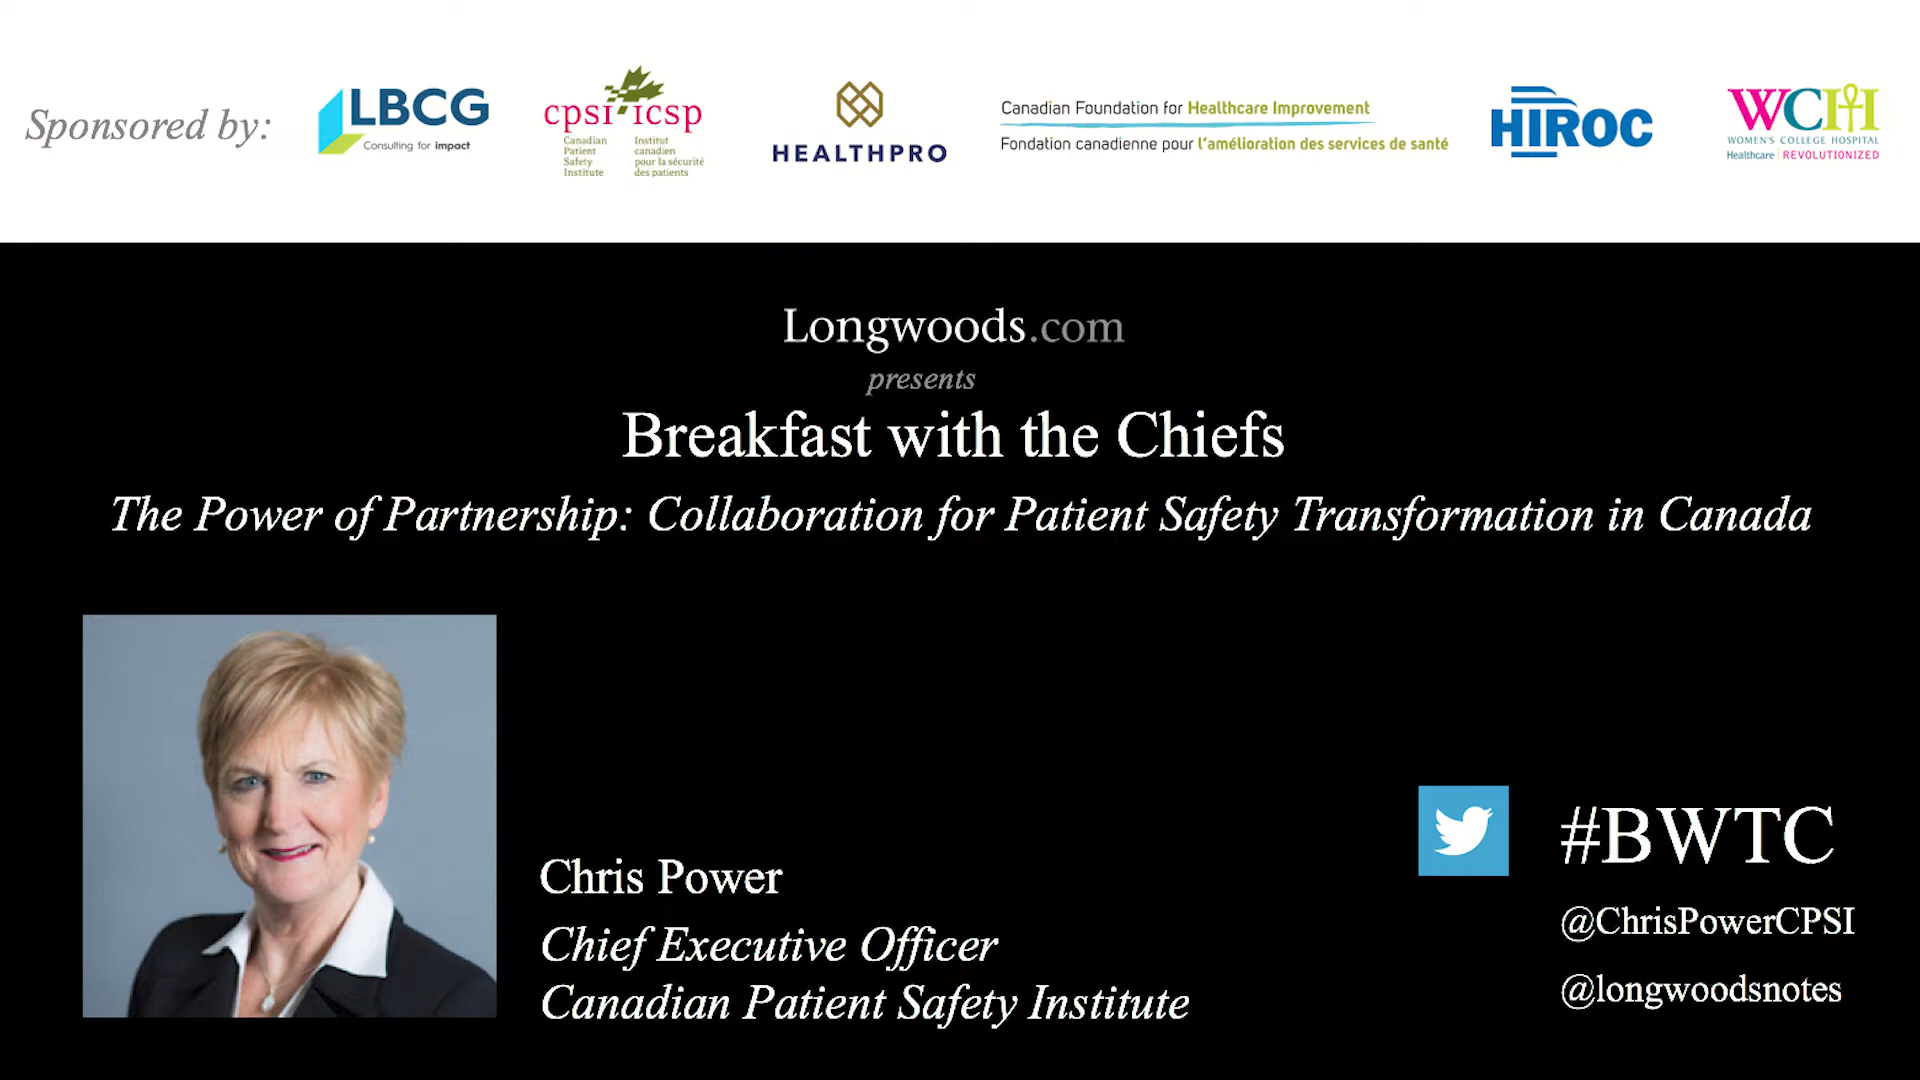 Sponsored by:
LBCG
Consulting for impact
cpsi icsp
Canadian
Patient
Safety
Institute
Institut
canadien
pour la sécurité
des patients
HEALTHPRO
Canadian Foundation for Healthcare Improvement
Fondation canadienne pour l'amélioration des services de santé
HIROC
WCH
WOMEN'S COLLEGE HOSPITAL
Healthcare | REVOLUTIONIZED
Longwoods.com
presents
Breakfast with the Chiefs
The Power of Partnership: Collaboration for Patient Safety Transformation in Canada
Chris Power
Chief Executive Officer
Canadian Patient Safety Institute
#BWTC
@ChrisPowerCPSI
@longwoodsnotes